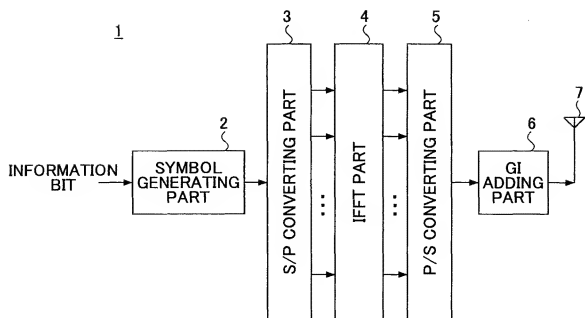 1
2
3
4
5
6
7
INFORMATION
BIT
SYMBOL
GENERATING
PART
S/P CONVERTING PART
IFFT PART
P/S CONVERTING PART
GI
ADDING
PART